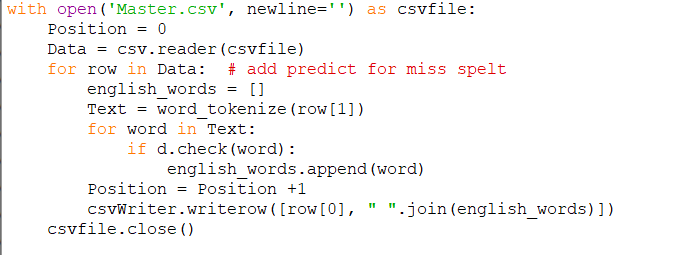 with open('Master.csv', newline='') as csvfile:
    Position = 0
    Data = csv.reader(csvfile)
    for row in Data:  # add predict for miss spelt
        english_words = []
        Text = word_tokenize(row[1])
        for word in Text:
            if d.check(word):
                english_words.append(word)
        Position = Position +1
        csvWriter.writerow([row[0], " ".join(english_words)])
    csvfile.close()